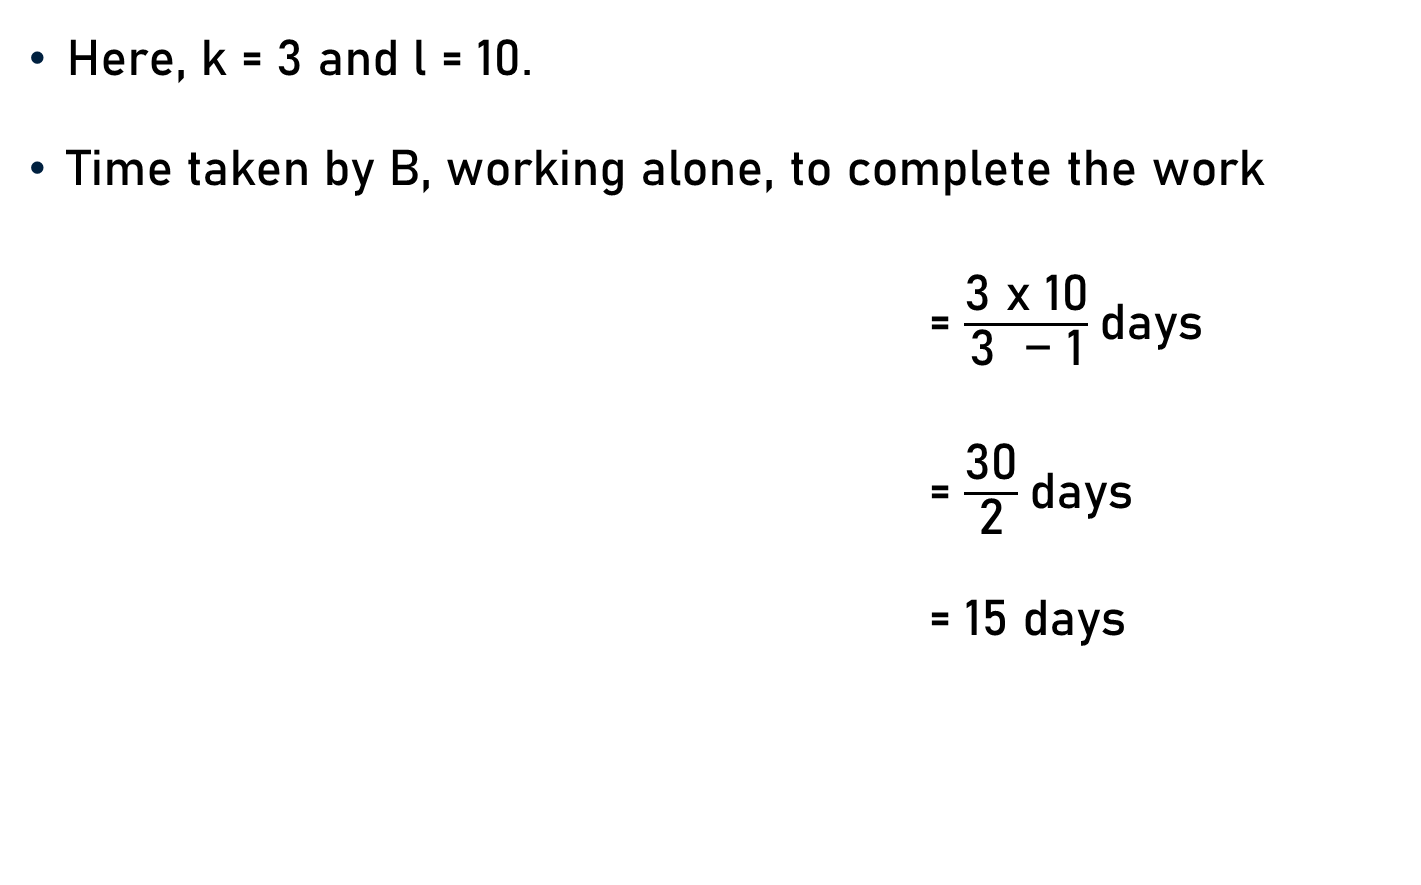 • Here, k = 3 and l = 10.
• Time taken by B, working alone, to complete the work
= 3 x 10 / 3 – 1 days
= 30 / 2 days
= 15 days